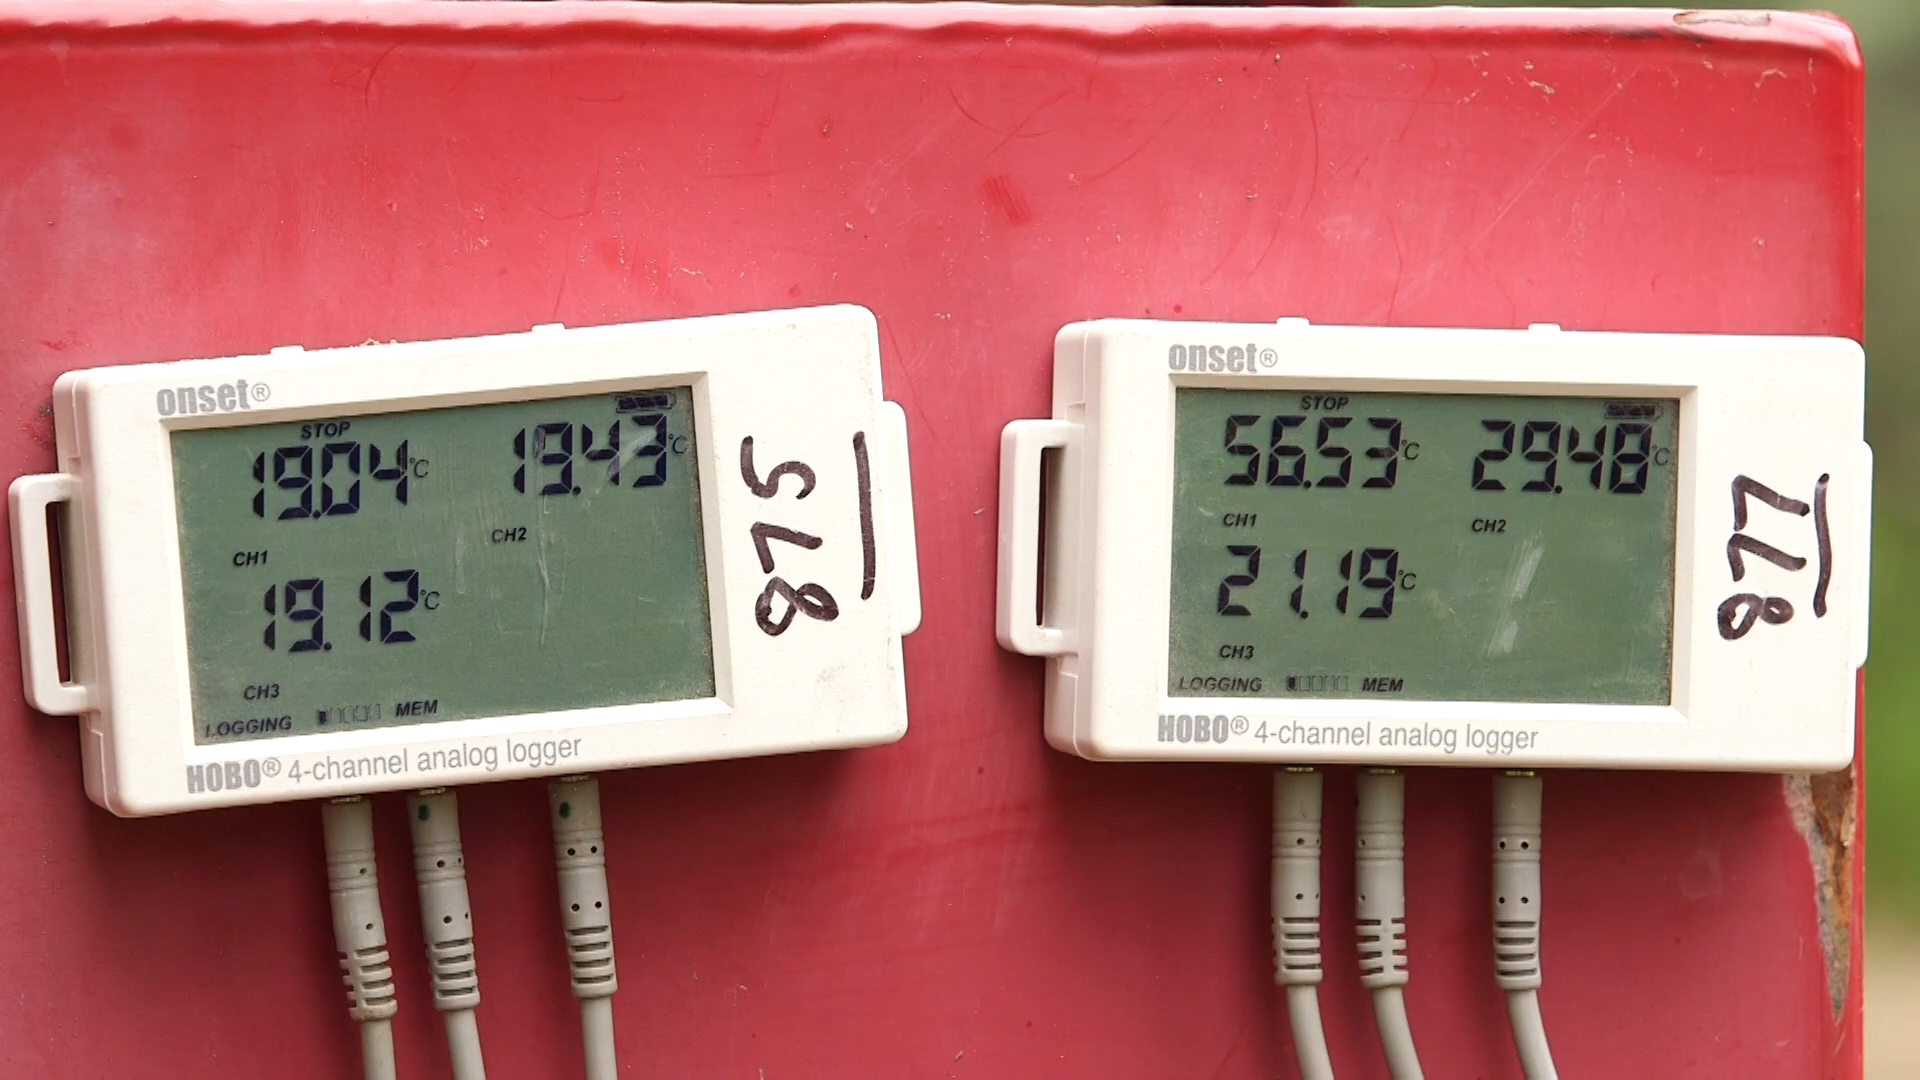 onset®
STOP
19.04°C 19.43°C
CH1 CH2
19.12°C
CH3
LOGGING MEM
HOBO® 4-channel analog logger
875
onset®
STOP
56.53°C 29.48°C
CH1 CH2
21.19°C
CH3
LOGGING MEM
HOBO® 4-channel analog logger
877